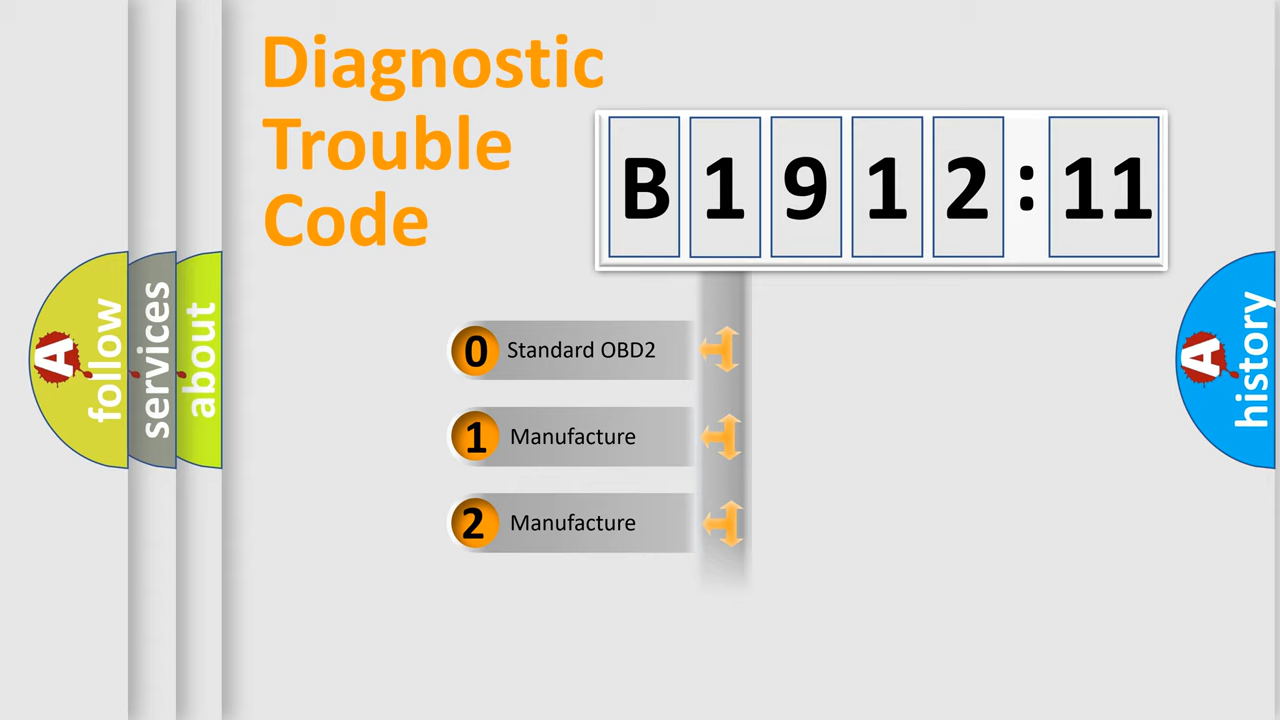 Diagnostic
Trouble
Code
B 1 9 1 2 : 11
0 Standard OBD2
1 Manufacture
2 Manufacture
A follow
services
about
A history